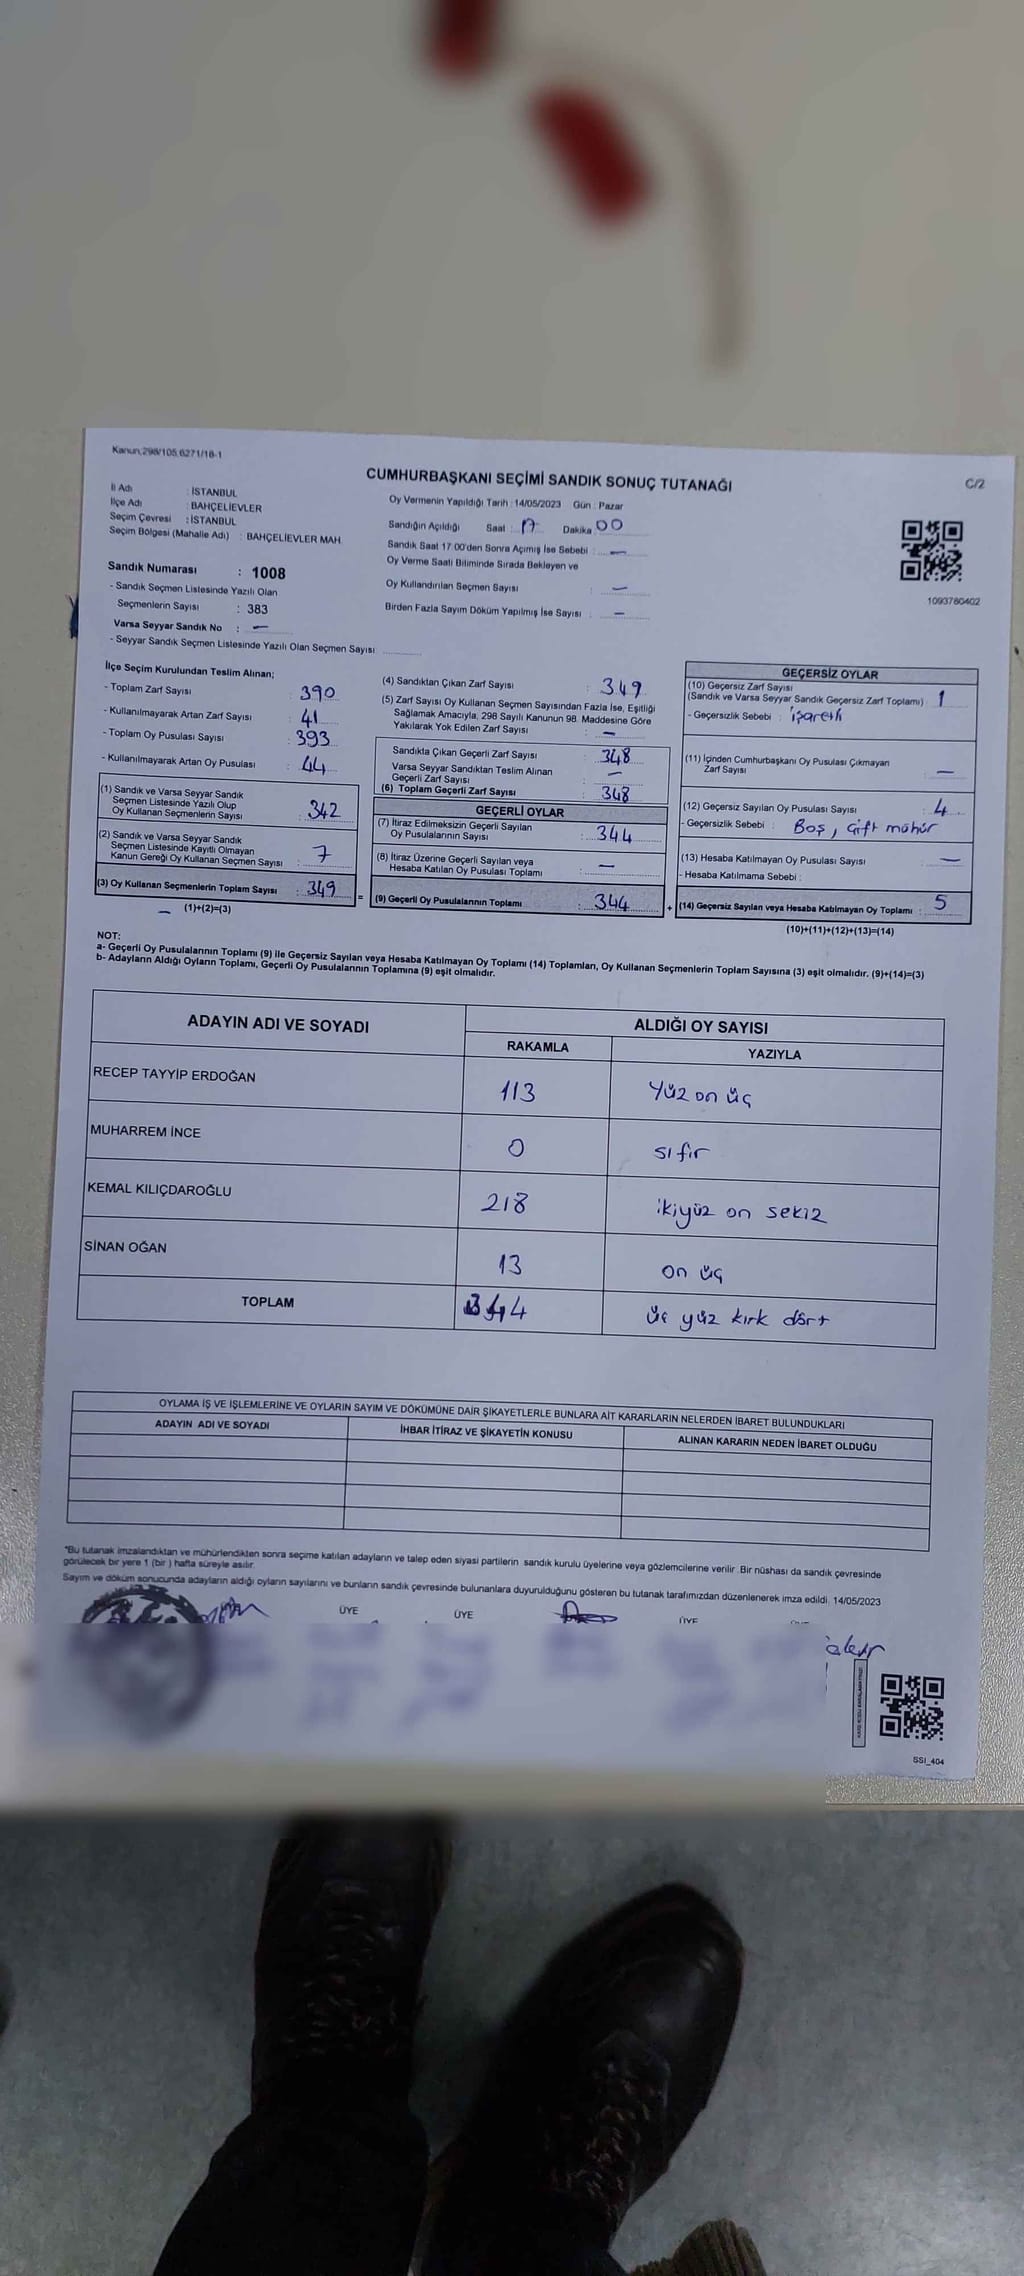 Kanun;298/105,6271/18-1
CUMHURBAŞKANI SEÇİMİ SANDIK SONUÇ TUTANAĞI
C/2
İl Adı : İSTANBUL
İlçe Adı : BAHÇELİEVLER
Seçim Çevresi : İSTANBUL
Seçim Bölgesi (Mahalle Adı) : BAHÇELİEVLER MAH.
Oy Vermenin Yapıldığı Tarih : 14/05/2023 Gün : Pazar
Sandığın Açıldığı Saat : 17 Dakika 00
Sandık Saat 17:00'den Sonra Açımış İse Sebebi : —
Oy Verme Saati Bitiminde Sırada Bekleyen ve
Oy Kullandırılan Seçmen Sayısı : —
Birden Fazla Sayım Döküm Yapılmış İse Sayısı : —
1093780402
Sandık Numarası : 1008
- Sandık Seçmen Listesinde Yazılı Olan
Seçmenlerin Sayısı : 383
Varsa Seyyar Sandık No : —
- Seyyar Sandık Seçmen Listesinde Yazılı Olan Seçmen Sayısı
İlçe Seçim Kurulundan Teslim Alınan;
- Toplam Zarf Sayısı : 390
- Kullanılmayarak Artan Zarf Sayısı : 41
- Toplam Oy Pusulası Sayısı : 393
- Kullanılmayarak Artan Oy Pusulası : 44
(1) Sandık ve Varsa Seyyar Sandık
Seçmen Listesinde Yazılı Olup
Oy Kullanan Seçmenlerin Sayısı : 342
(2) Sandık ve Varsa Seyyar Sandık
Seçmen Listesinde Kayıtlı Olmayan
Kanun Gereği Oy Kullanan Seçmen Sayısı : 7
(3) Oy Kullanan Seçmenlerin Toplam Sayısı : 349
— (1)+(2)=(3)
(4) Sandıktan Çıkan Zarf Sayısı : 349
(5) Zarf Sayısı Oy Kullanan Seçmen Sayısından Fazla İse, Eşitliği
Sağlamak Amacıyla, 298 Sayılı Kanunun 98. Maddesine Göre
Yakılarak Yok Edilen Zarf Sayısı : —
Sandıkta Çıkan Geçerli Zarf Sayısı : 348
Varsa Seyyar Sandıktan Teslim Alınan
Geçerli Zarf Sayısı : —
(6) Toplam Geçerli Zarf Sayısı : 348
GEÇERLİ OYLAR
(7) İtiraz Edilmeksizin Geçerli Sayılan
Oy Pusulalarının Sayısı : 344
(8) İtiraz Üzerine Geçerli Sayılan veya
Hesaba Katılan Oy Pusulası Toplamı : —
= (9) Geçerli Oy Pusulalarının Toplamı : 344
GEÇERSİZ OYLAR
(10) Geçersiz Zarf Sayısı
(Sandık ve Varsa Seyyar Sandık Geçersiz Zarf Toplamı) : 1
- Geçersizlik Sebebi : işaretli
(11) İçinden Cumhurbaşkanı Oy Pusulası Çıkmayan
Zarf Sayısı : —
(12) Geçersiz Sayılan Oy Pusulası Sayısı : 4
- Geçersizlik Sebebi : Boş, Çift mühür
(13) Hesaba Katılmayan Oy Pusulası Sayısı : —
- Hesaba Katılmama Sebebi :
+ (14) Geçersiz Sayılan veya Hesaba Katılmayan Oy Toplamı : 5
(10)+(11)+(12)+(13)=(14)
NOT:
a- Geçerli Oy Pusulalarının Toplamı (9) ile Geçersiz Sayılan veya Hesaba Katılmayan Oy Toplamı (14) Toplamları, Oy Kullanan Seçmenlerin Toplam Sayısına (3) eşit olmalıdır. (9)+(14)=(3)
b- Adayların Aldığı Oyların Toplamı, Geçerli Oy Pusulalarının Toplamına (9) eşit olmalıdır.
ADAYIN ADI VE SOYADI ALDIĞI OY SAYISI
RAKAMLA YAZIYLA
RECEP TAYYİP ERDOĞAN 113 Yüz on üç
MUHARREM İNCE 0 sıfır
KEMAL KILIÇDAROĞLU 218 ikiyüz on sekiz
SİNAN OĞAN 13 on üç
TOPLAM 344 üç yüz kırk dört
OYLAMA İŞ VE İŞLEMLERİNE VE OYLARIN SAYIM VE DÖKÜMÜNE DAİR ŞİKAYETLERLE BUNLARA AİT KARARLARIN NELERDEN İBARET BULUNDUKLARI
ADAYIN ADI VE SOYADI İHBAR İTİRAZ VE ŞİKAYETİN KONUSU ALINAN KARARIN NEDEN İBARET OLDUĞU
*Bu tutanak imzalandıktan ve mühürlendikten sonra seçime katılan adayların ve talep eden siyasi partilerin sandık kurulu üyelerine veya gözlemcilerine verilir. Bir nüshası da sandık çevresinde
görülecek bir yere 1 (bir ) hafta süreyle asılır.
Sayım ve döküm sonucunda adayların aldığı oyların sayılarını ve bunların sandık çevresinde bulunanlara duyurulduğunu gösteren bu tutanak tarafımızdan düzenlenerek imza edildi. 14/05/2023
ÜYE ÜYE ÜYE
SSI_404